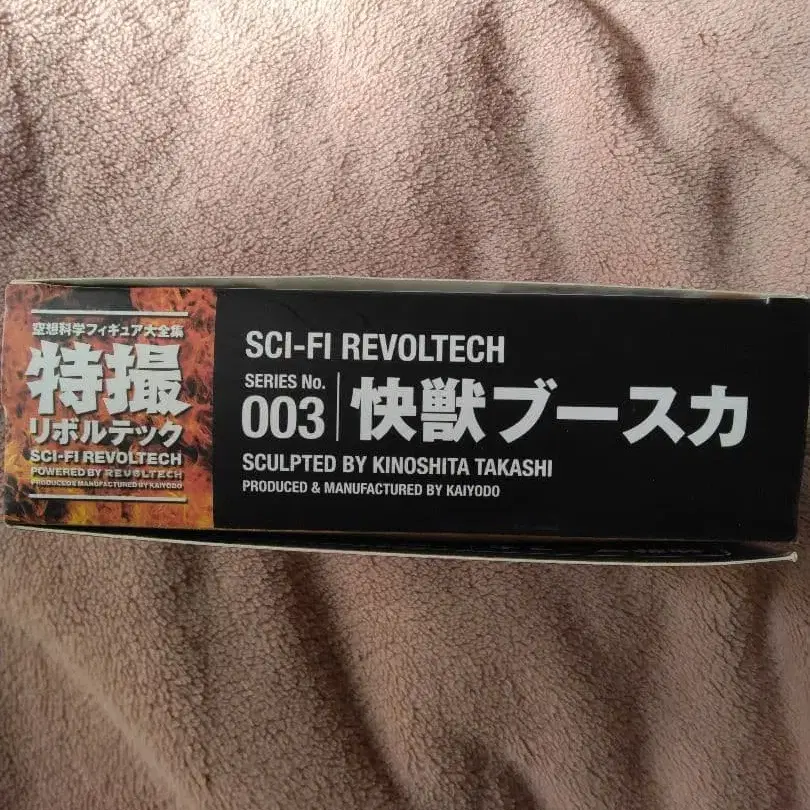 空想科学フィギュア大全集
特撮
リボルテック
SCI-FI REVOLTECH
POWERED BY REVOLTECH
PRODUCED & MANUFACTURED BY KAIYODO
SCI-FI REVOLTECH
SERIES No.
003
快獣ブースカ
SCULPTED BY KINOSHITA TAKASHI
PRODUCED & MANUFACTURED BY KAIYODO